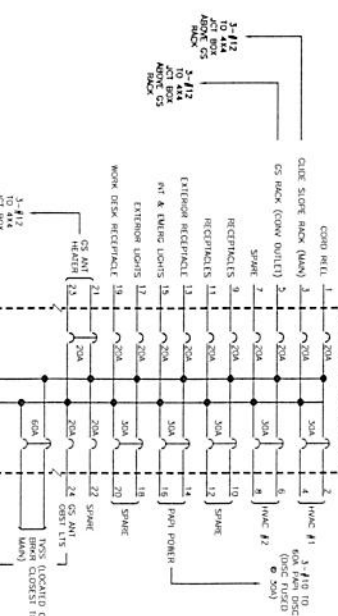 3-#12
TO 4X4
JCT BOX
ABOVE GS
RACK
3-#12
TO 4X4
JCT BOX
ABOVE GS
RACK
3-#12
TO 4X4
JCT BOX
CORD REEL
GLIDE SLOPE RACK (MAIN)
GS RACK (CONV OUTLET)
SPARE
RECEPTACLES
RECEPTACLES
EXTERIOR RECEPTACLE
INT & EMERG LIGHTS
EXTERIOR LIGHTS
WORK DESK RECEPTACLE
GS ANT
HEATER
1
3
5
7
9
11
13
15
17
19
21
23
20A
20A
20A
20A
20A
20A
20A
20A
20A
20A
20A
30A
30A
30A
30A
30A
20A
20A
60A
2
4
6
8
10
12
14
16
18
20
22
24
HVAC #1
HVAC #2
SPARE
PAPI POWER
SPARE
SPARE
GS ANT
OBST LTS
3-#10 TO
60A PAPI DISC
(DISC FUSED
@ 30A)
TVSS (LOCATED
BRKR CLOSEST
MAIN)